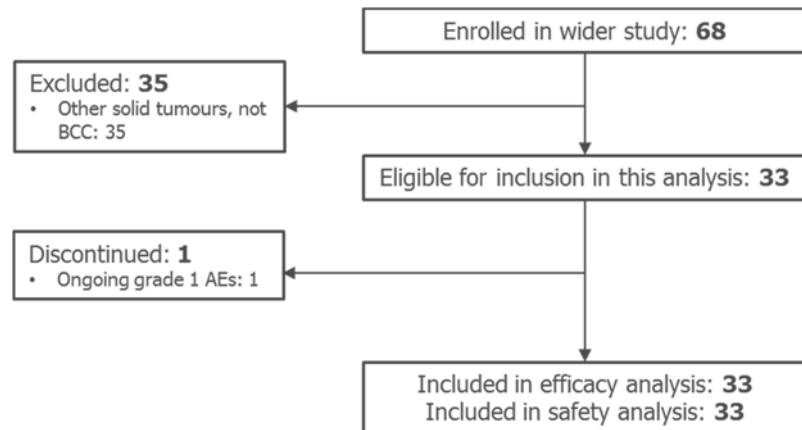 Enrolled in wider study: 68
Excluded: 35
• Other solid tumours, not
BCC: 35
Eligible for inclusion in this analysis: 33
Discontinued: 1
• Ongoing grade 1 AEs: 1
Included in efficacy analysis: 33
Included in safety analysis: 33